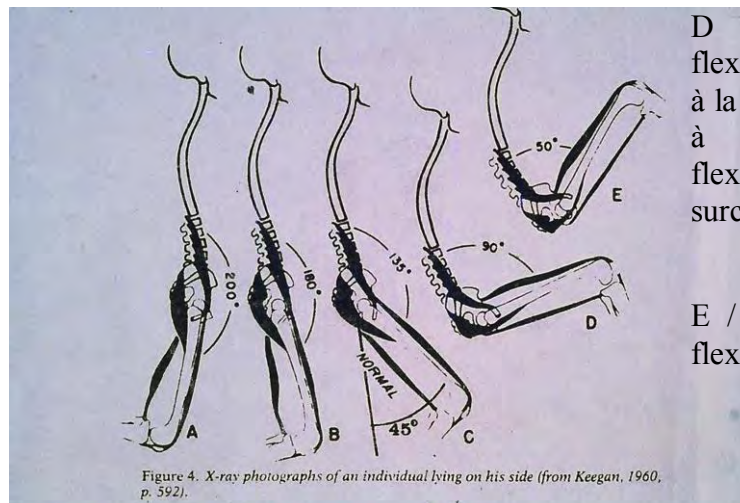 200°
A
180°
B
135°
NORMAL
45°
C
90°
D
50°
E
Figure 4. X-ray photographs of an individual lying on his side (from Keegan, 1960,
p. 592).
D
flex
à la
à
flex
surc
E /
flex